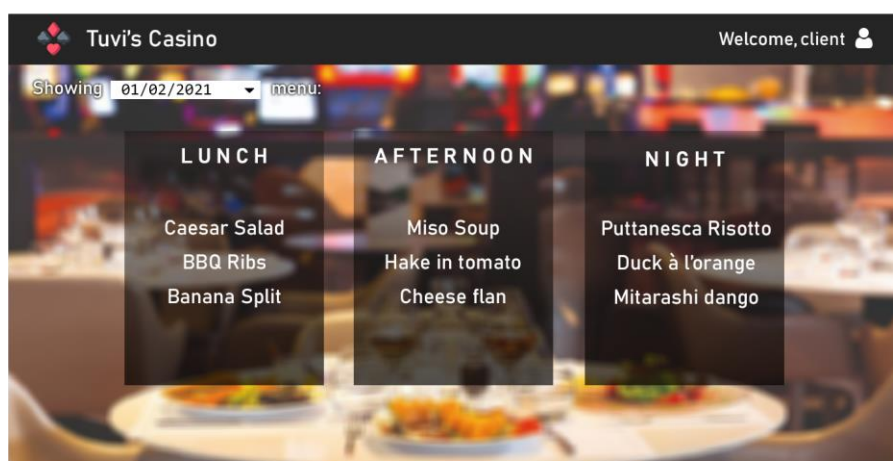 Tuvi's Casino
Welcome, client
Showing 01/02/2021 menu:
LUNCH
Caesar Salad
BBQ Ribs
Banana Split
AFTERNOON
Miso Soup
Hake in tomato
Cheese flan
NIGHT
Puttanesca Risotto
Duck à l'orange
Mitarashi dango